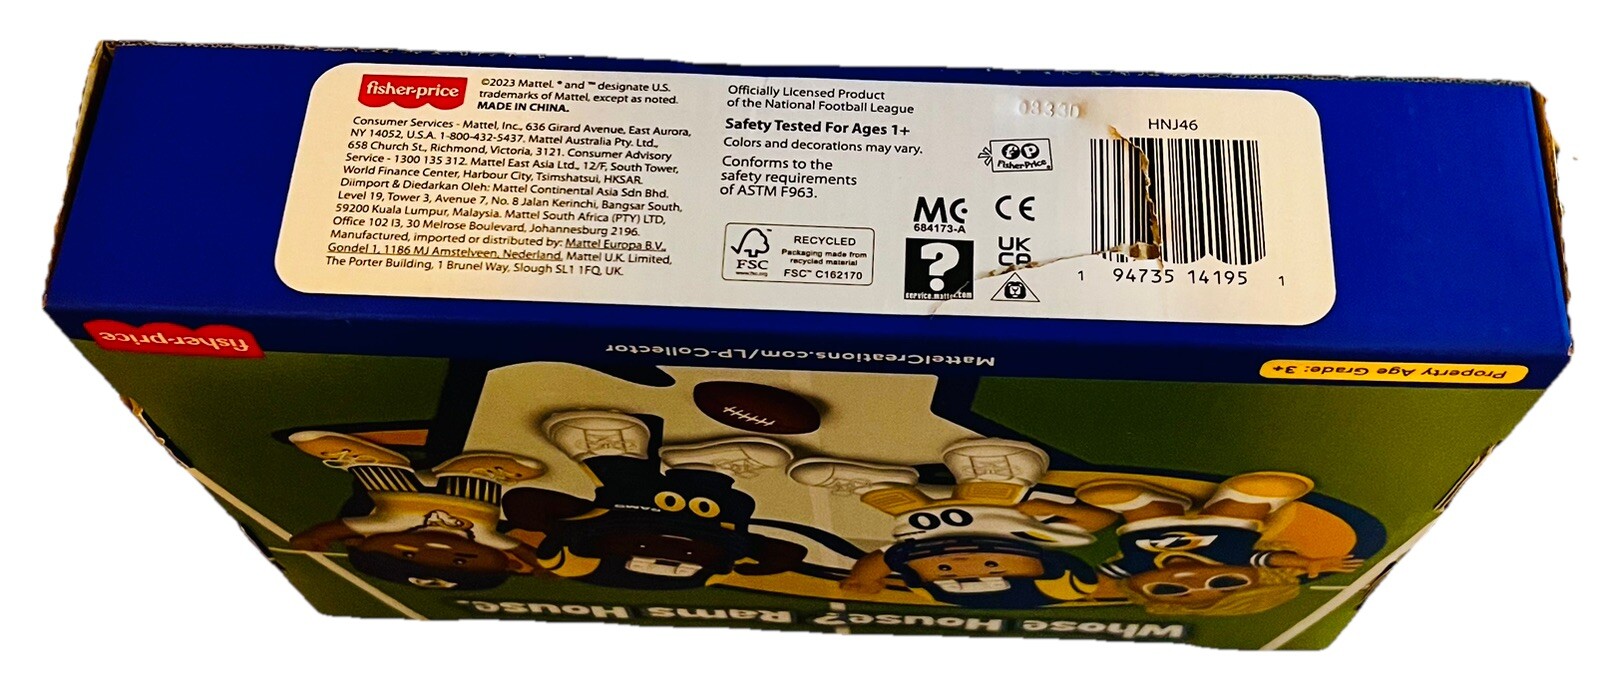 fisher-price
©2023 Mattel. ® and ™ designate U.S.
trademarks of Mattel, except as noted.
MADE IN CHINA.
Consumer Services - Mattel, Inc., 636 Girard Avenue, East Aurora,
NY 14052, U.S.A. 1-800-432-5437. Mattel Australia Pty. Ltd.,
658 Church St., Richmond, Victoria, 3121. Consumer Advisory
Service - 1300 135 312. Mattel East Asia Ltd., 12/F, South Tower,
World Finance Center, Harbour City, Tsimshatsui, HKSAR.
Diimport & Diedarkan Oleh: Mattel Continental Asia Sdn Bhd.
Level 19, Tower 3, Avenue 7, No. 8 Jalan Kerinchi, Bangsar South,
59200 Kuala Lumpur, Malaysia. Mattel South Africa (PTY) LTD,
Office 102 I3, 30 Melrose Boulevard, Johannesburg 2196.
Manufactured, imported or distributed by: Mattel Europa B.V.,
Gondel 1, 1186 MJ Amstelveen, Nederland. Mattel U.K. Limited,
The Porter Building, 1 Brunel Way, Slough SL1 1FQ, UK.
Officially Licensed Product
of the National Football League
Safety Tested For Ages 1+
Colors and decorations may vary.
Conforms to the
safety requirements
of ASTM F963.
FSC
www.fsc.org
RECYCLED
Packaging made from
recycled material
FSC™ C162170
03330
FP
Fisher-Price
MC
684173-A
CE
?
service.mattel.com
UK
CA
HNJ46
1 94735 14195 1
fisher-price
MattelCreations.com/LP-Collector
Property Age Grade: 3+
00
RAMS
00
Whose House? Rams House.